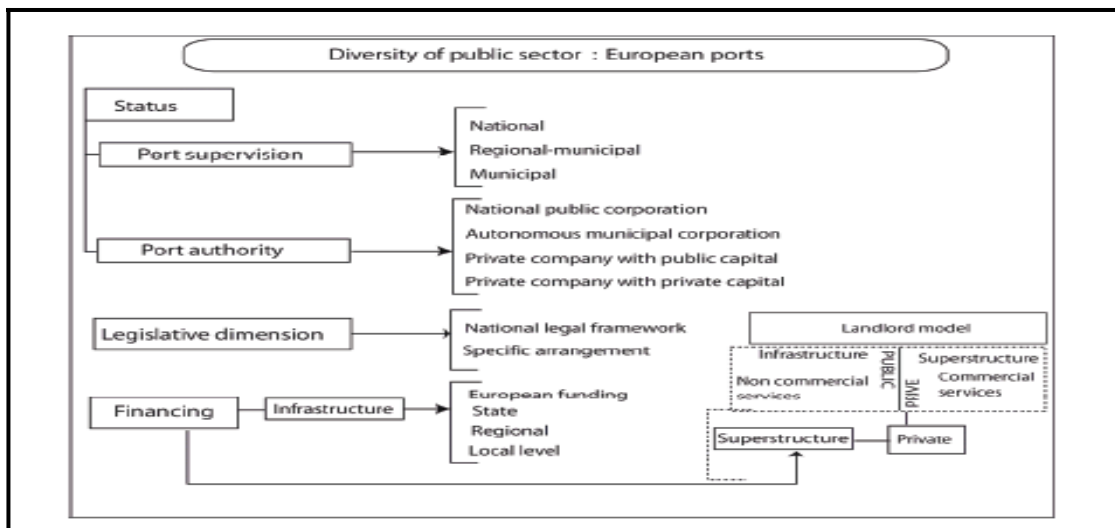 Diversity of public sector : European ports
Status
Port supervision
National
Regional-municipal
Municipal
Port authority
National public corporation
Autonomous municipal corporation
Private company with public capital
Private company with private capital
Legislative dimension
National legal framework
Specific arrangement
Financing
Infrastructure
European funding
State
Regional
Local level
Landlord model
Infrastructure
Non commercial
services
PUBLIC
Superstructure
Commercial
services
Superstructure
Private